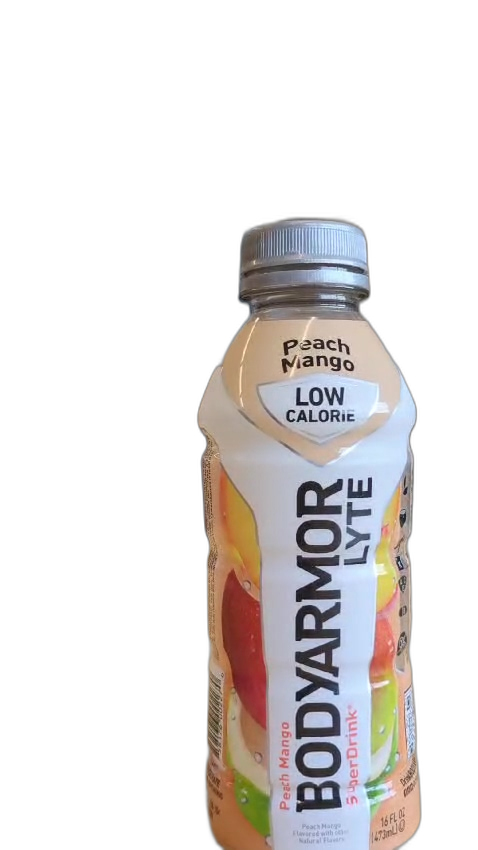 Peach
Mango
LOW
CALORIE
BODYARMOR
LYTE
Peach Mango
SuperDrink
Peach Mango
Flavored with other
Natural Flavors
16 FL OZ
(473mL)